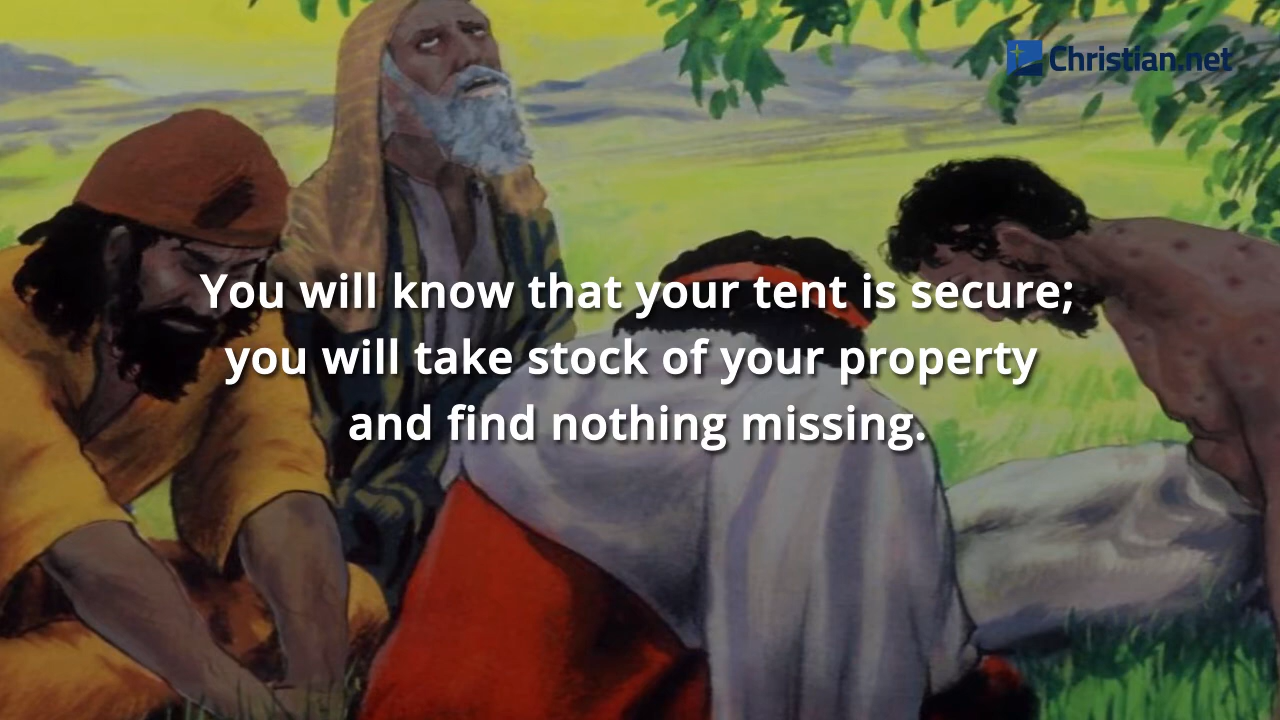 Christian.net
You will know that your tent is secure;
you will take stock of your property
and find nothing missing.